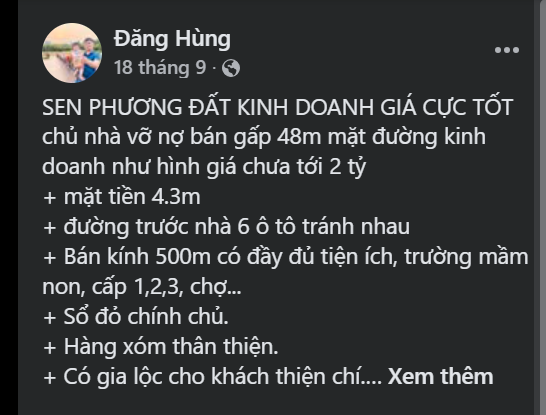 Đăng Hùng
18 tháng 9 ·
SEN PHƯƠNG ĐẤT KINH DOANH GIÁ CỰC TỐT
chủ nhà vỡ nợ bán gấp 48m mặt đường kinh
doanh như hình giá chưa tới 2 tỷ
+ mặt tiền 4.3m
+ đường trước nhà 6 ô tô tránh nhau
+ Bán kính 500m có đầy đủ tiện ích, trường mầm
non, cấp 1,2,3, chợ...
+ Sổ đỏ chính chủ.
+ Hàng xóm thân thiện.
+ Có gia lộc cho khách thiện chí.... Xem thêm